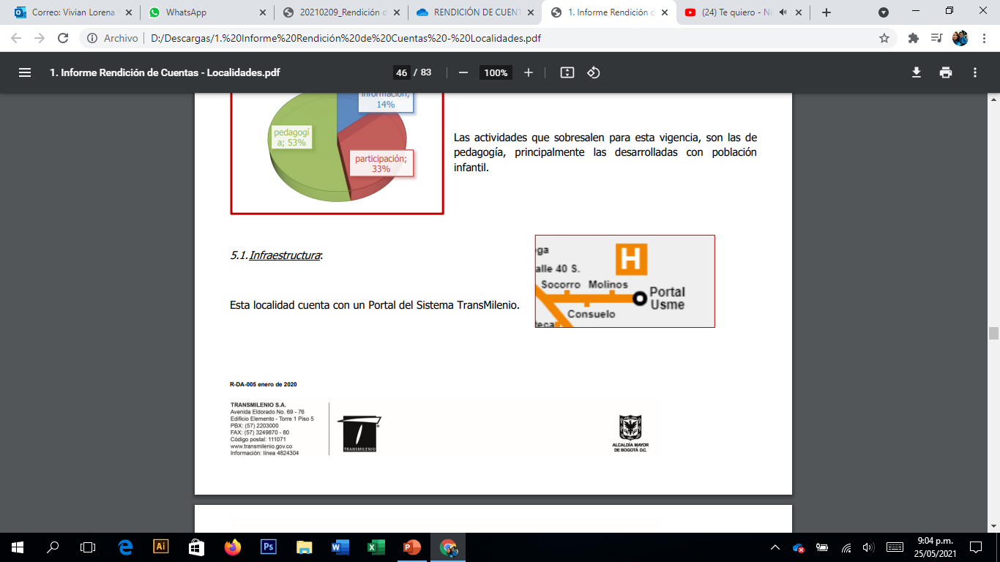 Correo: Vivian Lorena
WhatsApp
20210209_Rendición d
RENDICIÓN DE CUENT
1. Informe Rendición d
(24) Te quiero - Ni
Archivo
D:/Descargas/1.%20Informe%20Rendición%20de%20Cuentas%20-%20Localidades.pdf
1. Informe Rendición de Cuentas - Localidades.pdf
46 / 83
100%
información;
14%
pedagogí
a; 53%
participación;
33%
Las actividades que sobresalen para esta vigencia, son las de
pedagogía, principalmente las desarrolladas con población
infantil.
5.1. Infraestructura:
Esta localidad cuenta con un Portal del Sistema TransMilenio.
oga
alle 40 S.
H
Socorro Molinos
Portal
Usme
Consuelo
teca
R-DA-005 enero de 2020
TRANSMILENIO S.A.
Avenida Eldorado No. 69 - 76
Edificio Elemento - Torre 1 Piso 5
PBX: (57) 2203000
FAX: (57) 3249870 - 80
Código postal: 111071
www.transmilenio.gov.co
Información: línea 4824304
TRANSMILENIO
ALCALDÍA MAYOR
DE BOGOTÁ D.C.
Ai
Ps
9:04 p.m.
25/05/2021